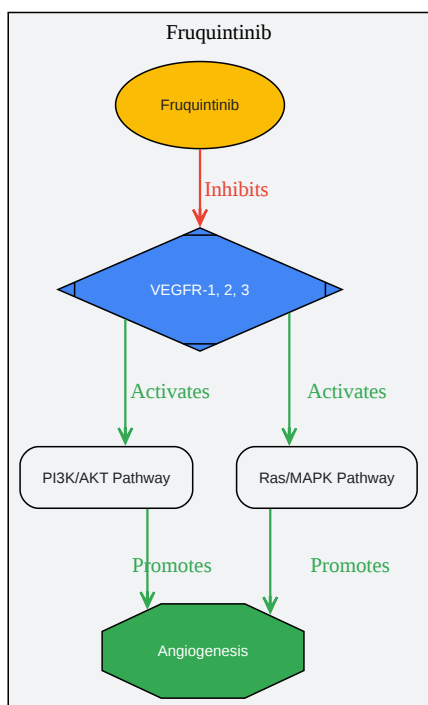 Fruquintinib
Fruquintinib
Inhibits
VEGFR-1, 2, 3
Activates
Activates
PI3K/AKT Pathway
Ras/MAPK Pathway
Promotes
Promotes
Angiogenesis